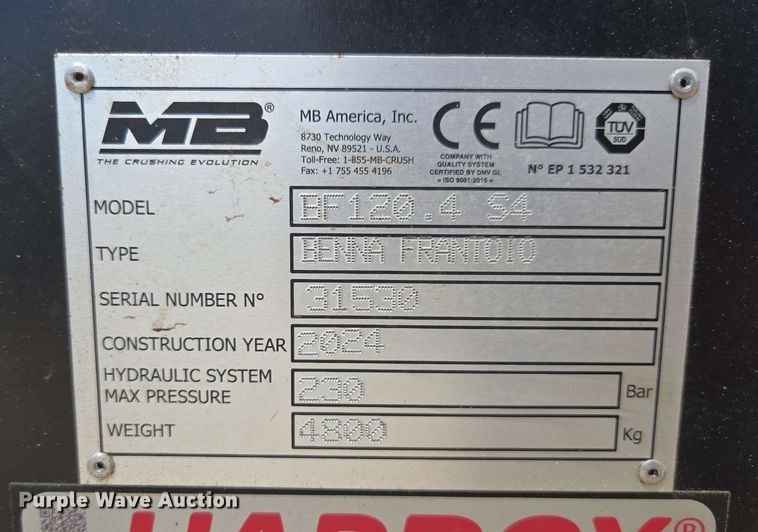 MB®
THE CRUSHING EVOLUTION
MB America, Inc.
8730 Technology Way
Reno, NV 89521 - U.S.A.
Toll-Free: 1-855-MB-CRUSH
Fax: +1 755 455 4196
CE
COMPANY WITH
QUALITY SYSTEM
CERTIFIED BY DNV GL
= ISO 9001:2015 =
TÜV
SÜD
N° EP 1 532 321
MODEL BF120.4 S4
TYPE BENNA FRANTOIO
SERIAL NUMBER N° 31530
CONSTRUCTION YEAR 2024
HYDRAULIC SYSTEM
MAX PRESSURE 230 Bar
WEIGHT 4800 Kg
Purple Wave Auction
HARDOX®